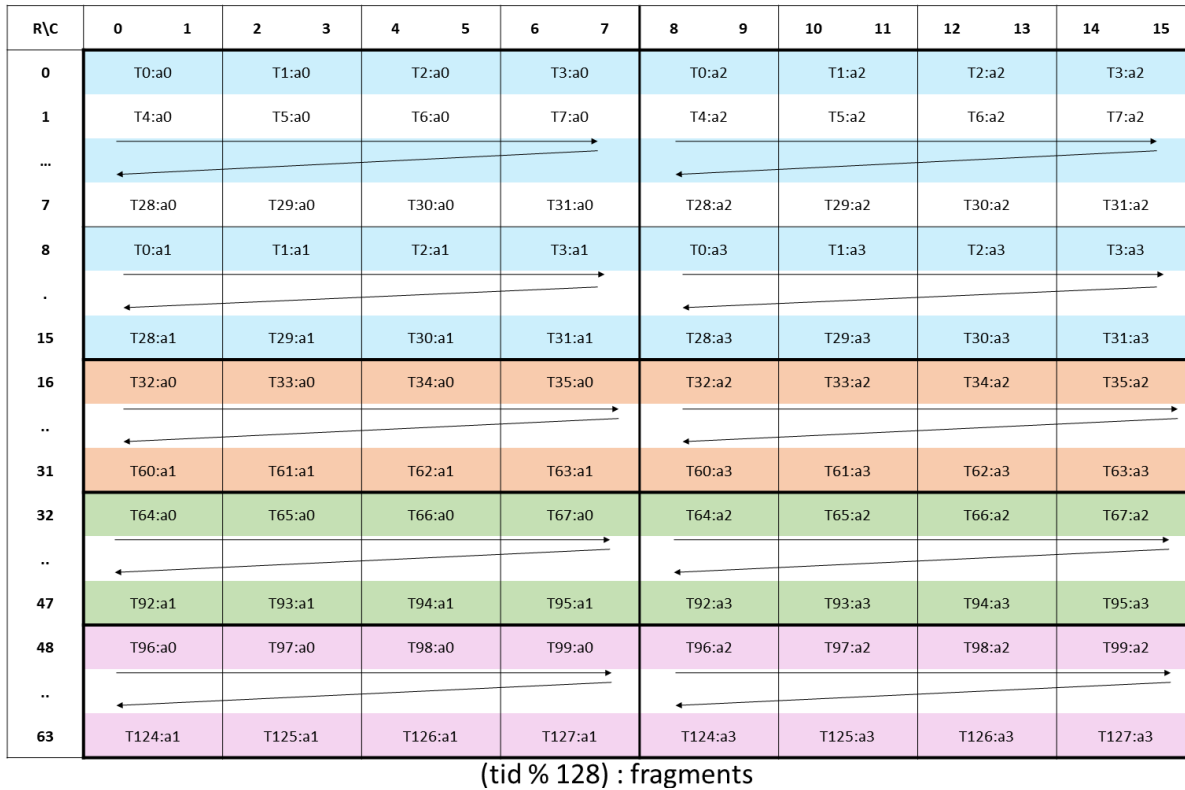 R\C 0 1 2 3 4 5 6 7 8 9 10 11 12 13 14 15
0 T0:a0 T1:a0 T2:a0 T3:a0 T0:a2 T1:a2 T2:a2 T3:a2
1 T4:a0 T5:a0 T6:a0 T7:a0 T4:a2 T5:a2 T6:a2 T7:a2
...
7 T28:a0 T29:a0 T30:a0 T31:a0 T28:a2 T29:a2 T30:a2 T31:a2
8 T0:a1 T1:a1 T2:a1 T3:a1 T0:a3 T1:a3 T2:a3 T3:a3
.
15 T28:a1 T29:a1 T30:a1 T31:a1 T28:a3 T29:a3 T30:a3 T31:a3
16 T32:a0 T33:a0 T34:a0 T35:a0 T32:a2 T33:a2 T34:a2 T35:a2
..
31 T60:a1 T61:a1 T62:a1 T63:a1 T60:a3 T61:a3 T62:a3 T63:a3
32 T64:a0 T65:a0 T66:a0 T67:a0 T64:a2 T65:a2 T66:a2 T67:a2
..
47 T92:a1 T93:a1 T94:a1 T95:a1 T92:a3 T93:a3 T94:a3 T95:a3
48 T96:a0 T97:a0 T98:a0 T99:a0 T96:a2 T97:a2 T98:a2 T99:a2
..
63 T124:a1 T125:a1 T126:a1 T127:a1 T124:a3 T125:a3 T126:a3 T127:a3
(tid % 128) : fragments